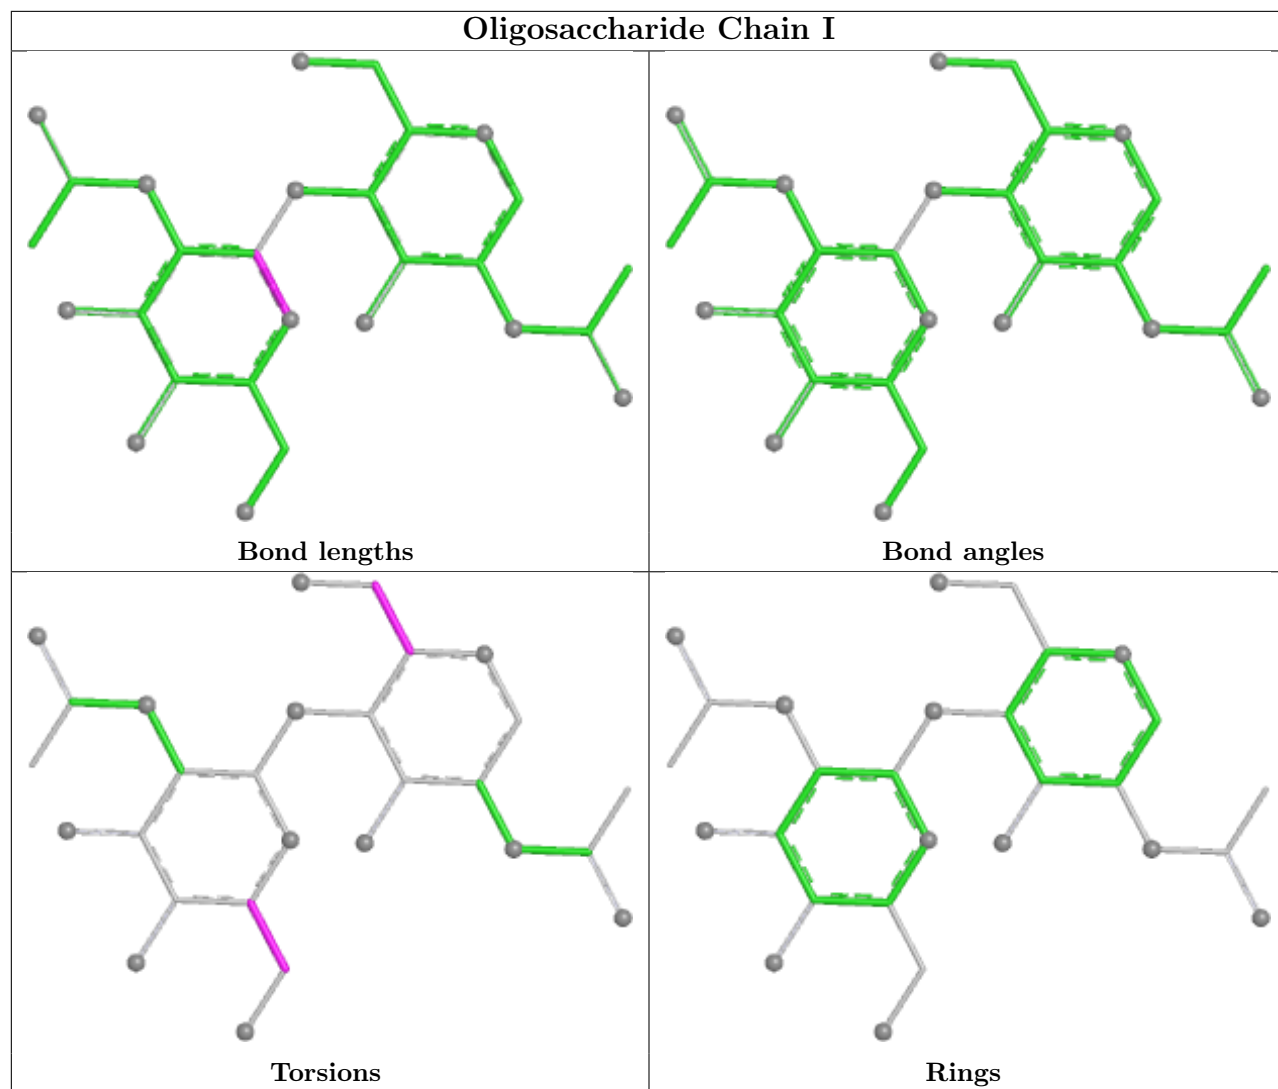 Oligosaccharide Chain I
Bond lengths
Bond angles
Torsions
Rings